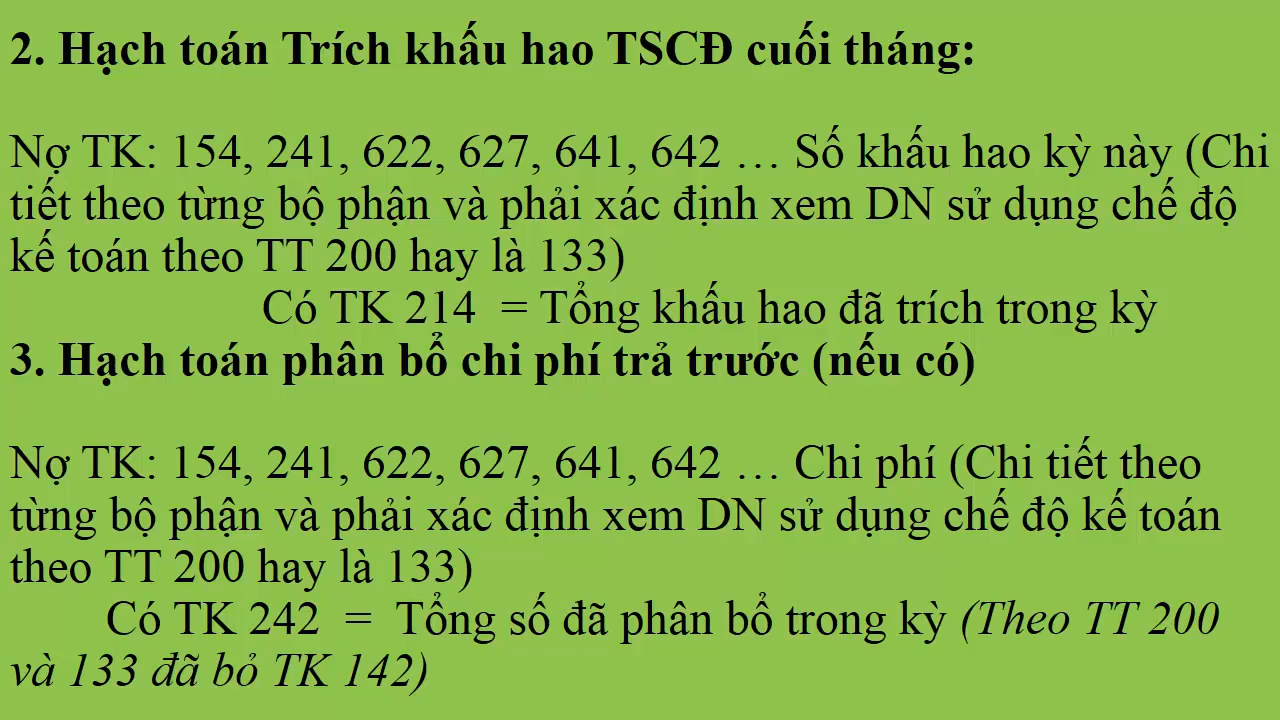 2. Hạch toán Trích khấu hao TSCĐ cuối tháng:
Nợ TK: 154, 241, 622, 627, 641, 642 … Số khấu hao kỳ này (Chi
tiết theo từng bộ phận và phải xác định xem DN sử dụng chế độ
kế toán theo TT 200 hay là 133)
Có TK 214 = Tổng khấu hao đã trích trong kỳ
3. Hạch toán phân bổ chi phí trả trước (nếu có)
Nợ TK: 154, 241, 622, 627, 641, 642 … Chi phí (Chi tiết theo
từng bộ phận và phải xác định xem DN sử dụng chế độ kế toán
theo TT 200 hay là 133)
Có TK 242 = Tổng số đã phân bổ trong kỳ (Theo TT 200
và 133 đã bỏ TK 142)